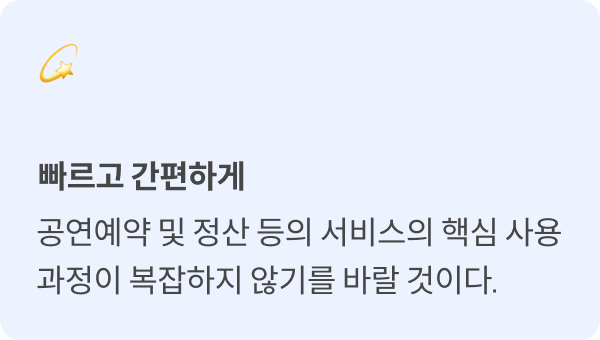 빠르고 간편하게
공연예약 및 정산 등의 서비스의 핵심 사용
과정이 복잡하지 않기를 바랄 것이다.